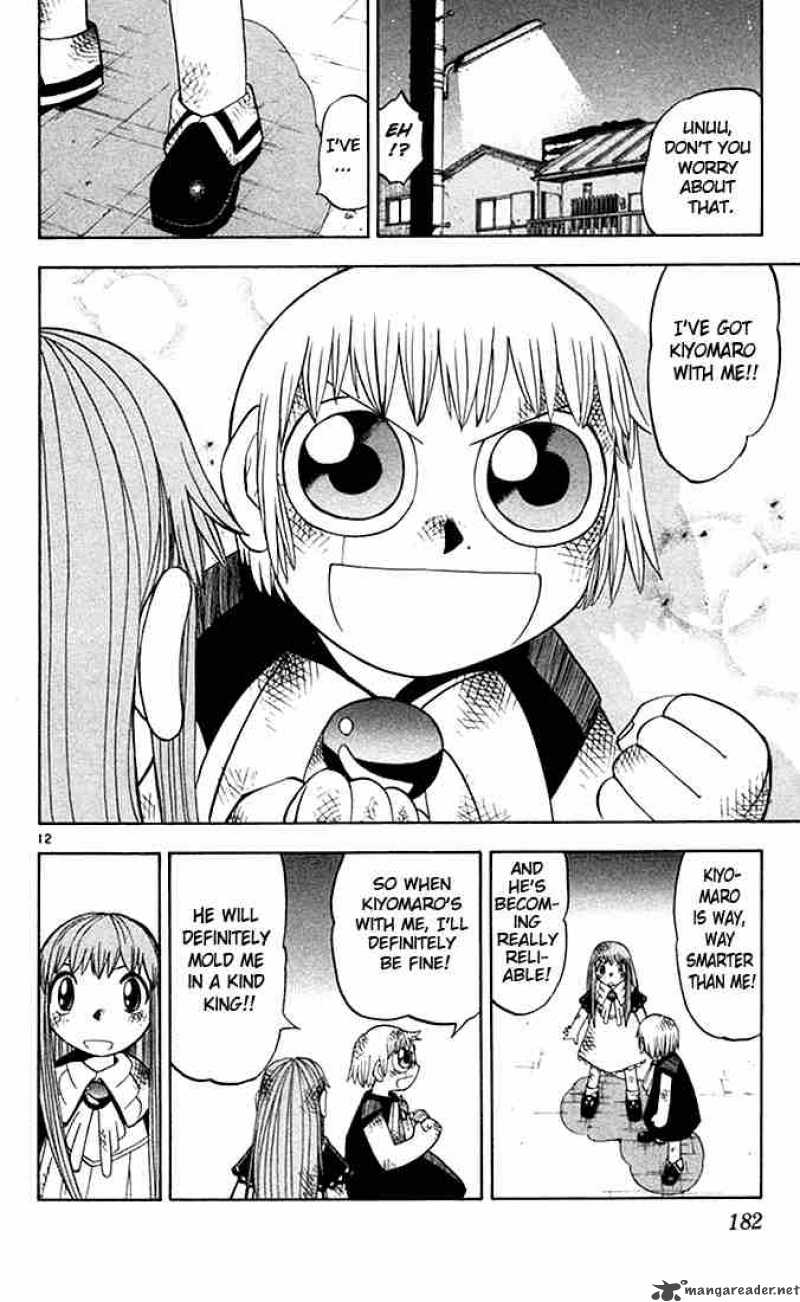 UNUU,
DON'T YOU
WORRY
ABOUT
THAT.
EH
!?
I'VE
...
I'VE GOT
KIYOMARO
WITH ME!!
12
KIYO-
MARO
IS WAY,
WAY
SMARTER
THAN ME!
AND
HE'S
BECOM-
ING
REALLY
RELI-
ABLE!
SO WHEN
KIYOMARO'S
WITH ME, I'LL
DEFINITELY
BE FINE!
HE WILL
DEFINITELY
MOLD ME
IN A KIND
KING!!
182
mangareader.net